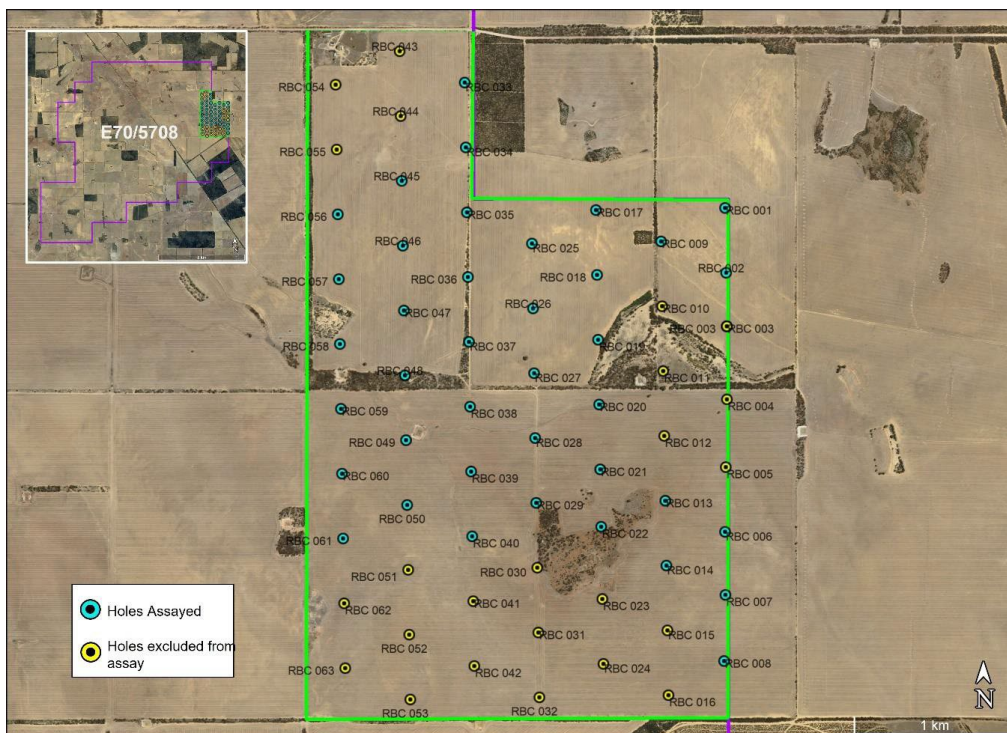 RBC 043
RBC 054
RBC 033
E70/5708
RBC 044
RBC 055
RBC 034
RBC 045
RBC 056
RBC 035
RBC 017
RBC 001
RBC 046
RBC 025
RBC 009
RBC 002
RBC 057
RBC 036
RBC 018
RBC 047
RBC 026
RBC 010
RBC 003
RBC 003
RBC 058
RBC 037
RBC 019
RBC 048
RBC 027
RBC 011
RBC 059
RBC 038
RBC 020
RBC 004
RBC 049
RBC 028
RBC 012
RBC 060
RBC 039
RBC 021
RBC 005
RBC 050
RBC 029
RBC 013
RBC 061
RBC 040
RBC 022
RBC 006
RBC 051
RBC 030
RBC 014
RBC 062
RBC 041
RBC 023
RBC 007
RBC 052
RBC 031
RBC 015
RBC 063
RBC 042
RBC 024
RBC 008
RBC 053
RBC 032
RBC 016
Holes Assayed
Holes excluded from
assay
N
1 km